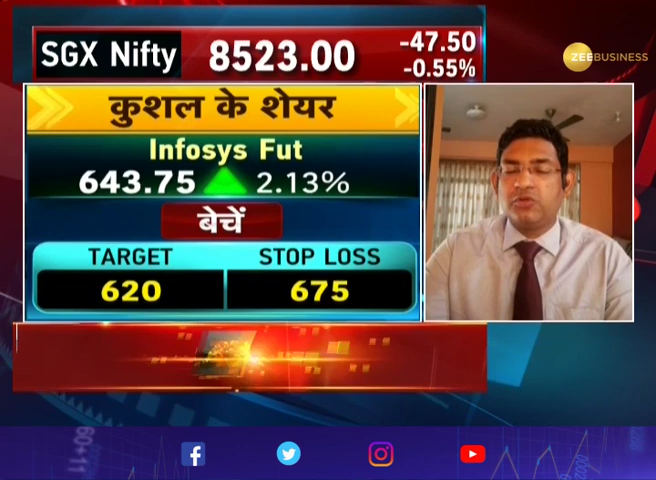 SGX Nifty 8523.00 -47.50
-0.55%
ZEE BUSINESS
कुशल के शेयर
Infosys Fut
643.75 2.13%
बेचें
TARGET STOP LOSS
620 675